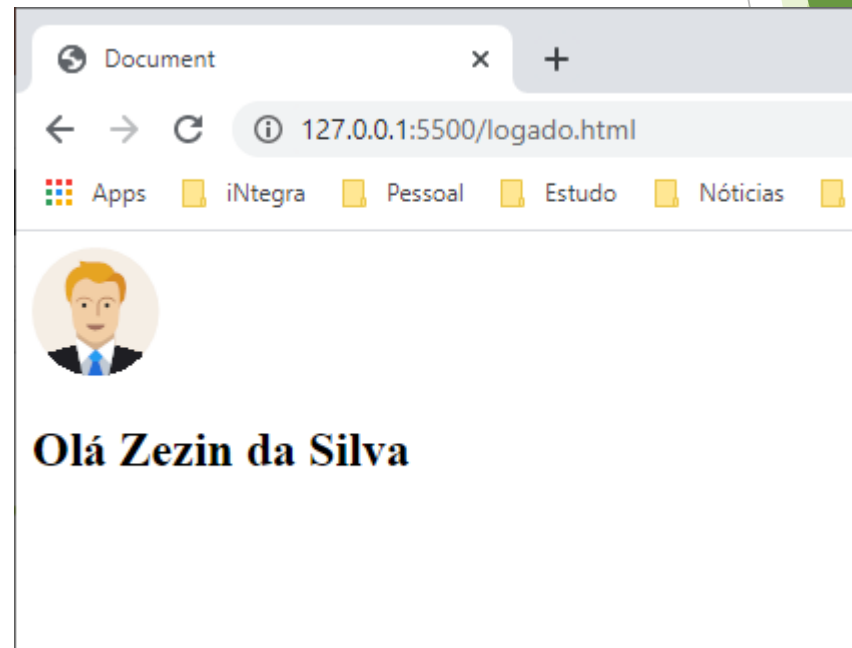 Document
127.0.0.1:5500/logado.html
Apps iNtegra Pessoal Estudo Nóticias
Olá Zezin da Silva